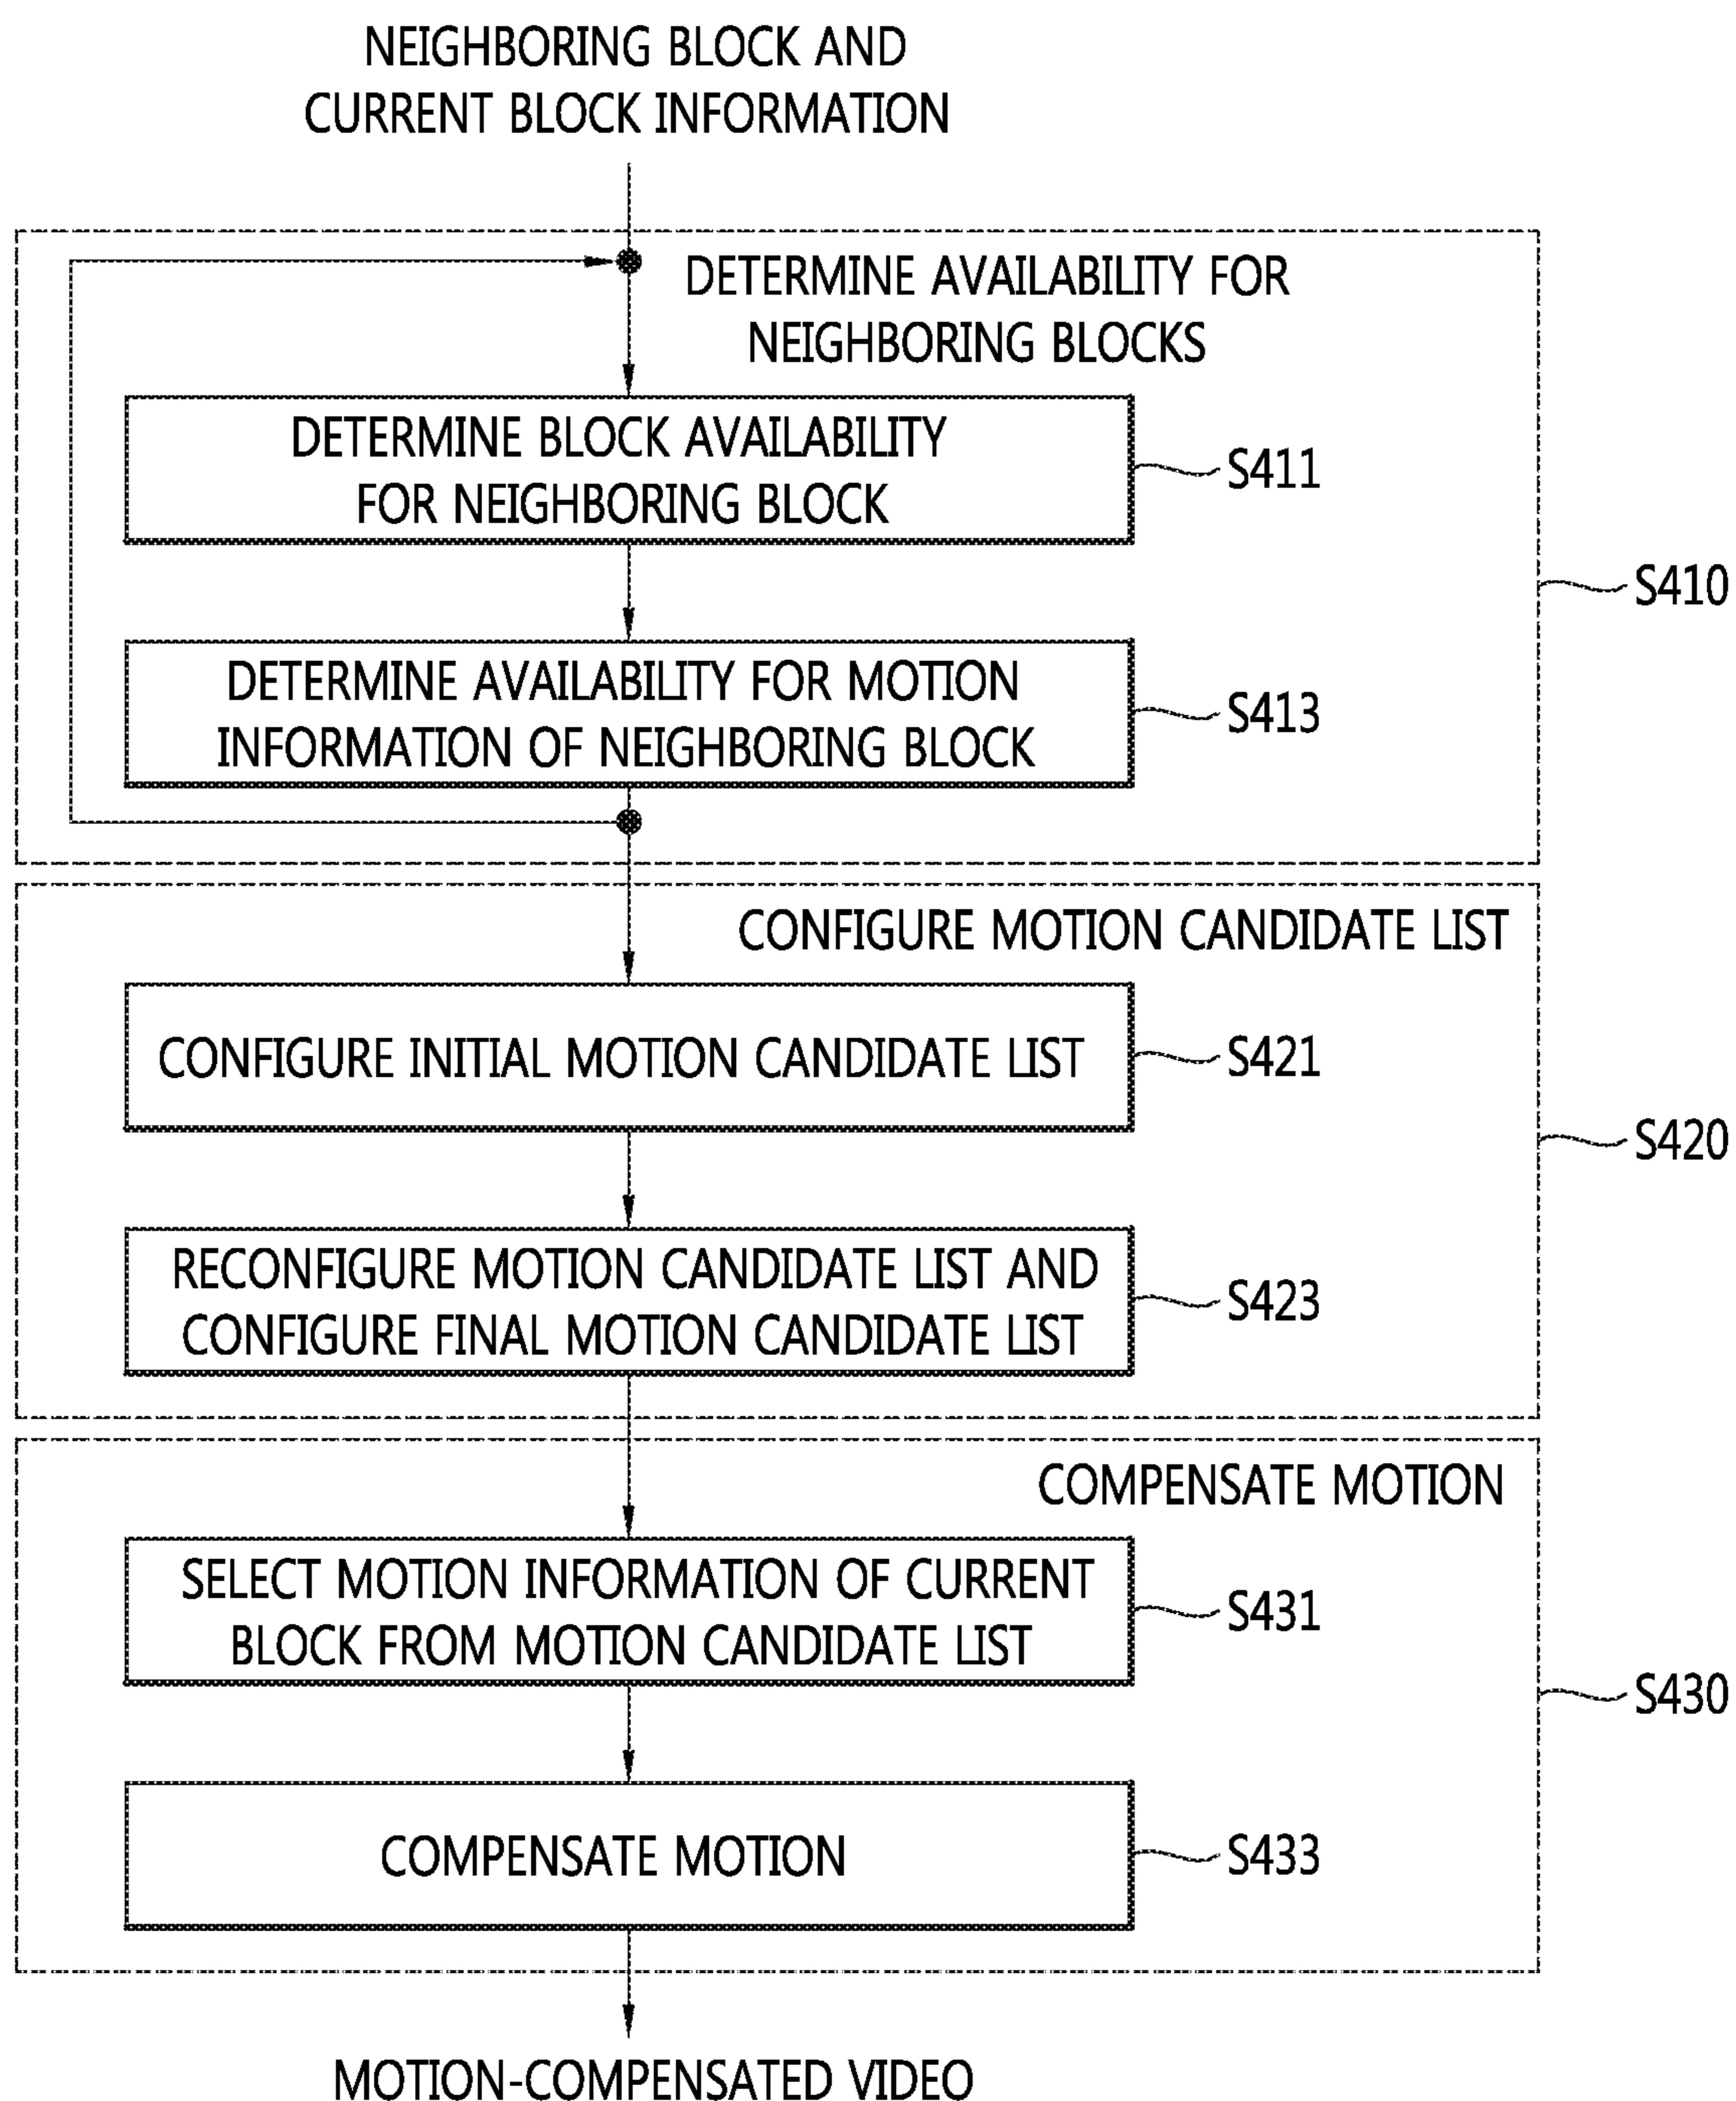 NEIGHBORING BLOCK AND
CURRENT BLOCK INFORMATION
DETERMINE AVAILABILITY FOR
NEIGHBORING BLOCKS
DETERMINE BLOCK AVAILABILITY
FOR NEIGHBORING BLOCK
S411
S410
DETERMINE AVAILABILITY FOR MOTION
INFORMATION OF NEIGHBORING BLOCK
S413
CONFIGURE MOTION CANDIDATE LIST
CONFIGURE INITIAL MOTION CANDIDATE LIST
S421
S420
RECONFIGURE MOTION CANDIDATE LIST AND
CONFIGURE FINAL MOTION CANDIDATE LIST
S423
COMPENSATE MOTION
SELECT MOTION INFORMATION OF CURRENT
BLOCK FROM MOTION CANDIDATE LIST
S431
S430
COMPENSATE MOTION
S433
MOTION-COMPENSATED VIDEO